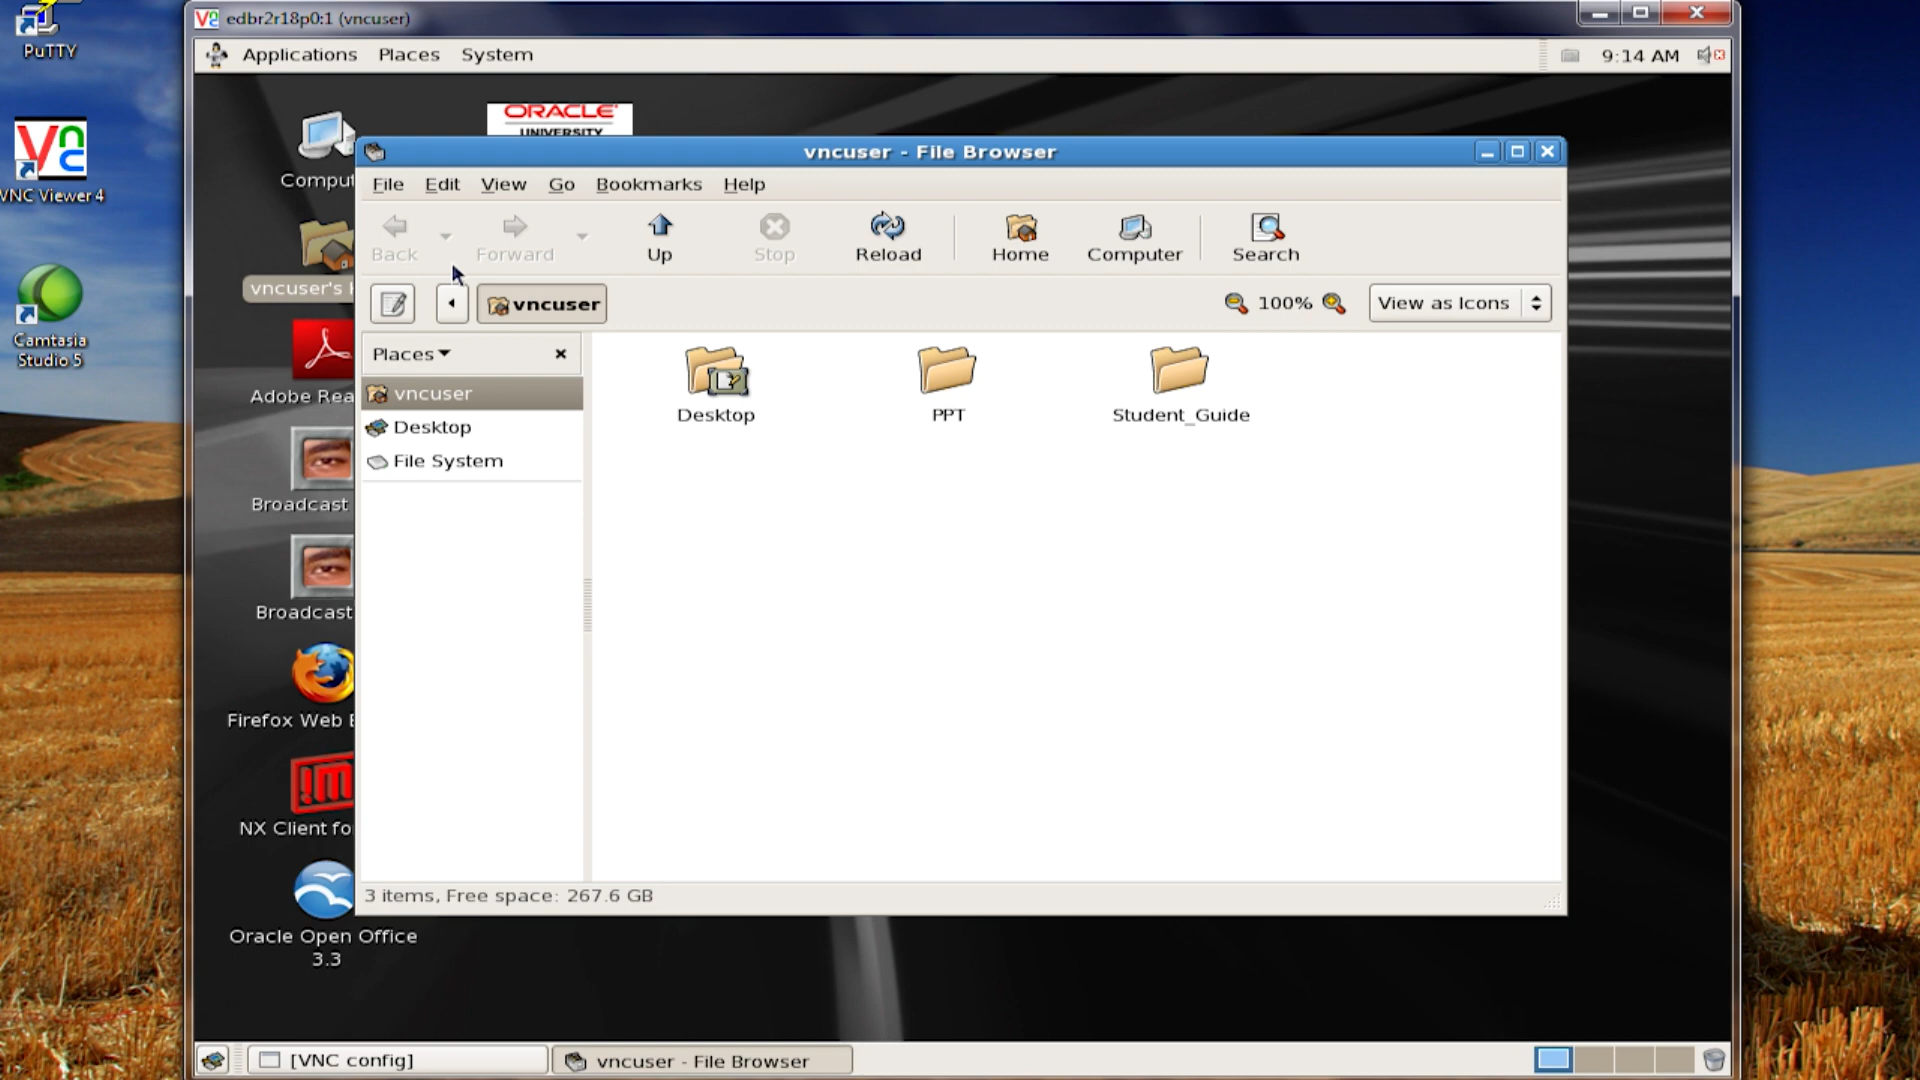 PuTTY
VNC Viewer 4
Camtasia
Studio 5
edbr2r18p0:1 (vncuser)
Applications Places System
9:14 AM
ORACLE
UNIVERSITY
vncuser's
Adobe
Broadcast
Broadcast
Firefox Web
NX Client
Oracle Open Office
3.3
vncuser - File Browser
File Edit View Go Bookmarks Help
Back Forward Up Stop Reload Home Computer Search
vncuser
100%
View as Icons
Places
vncuser
Desktop
File System
Desktop
PPT
Student_Guide
3 items, Free space: 267.6 GB
[VNC config]
vncuser - File Browser